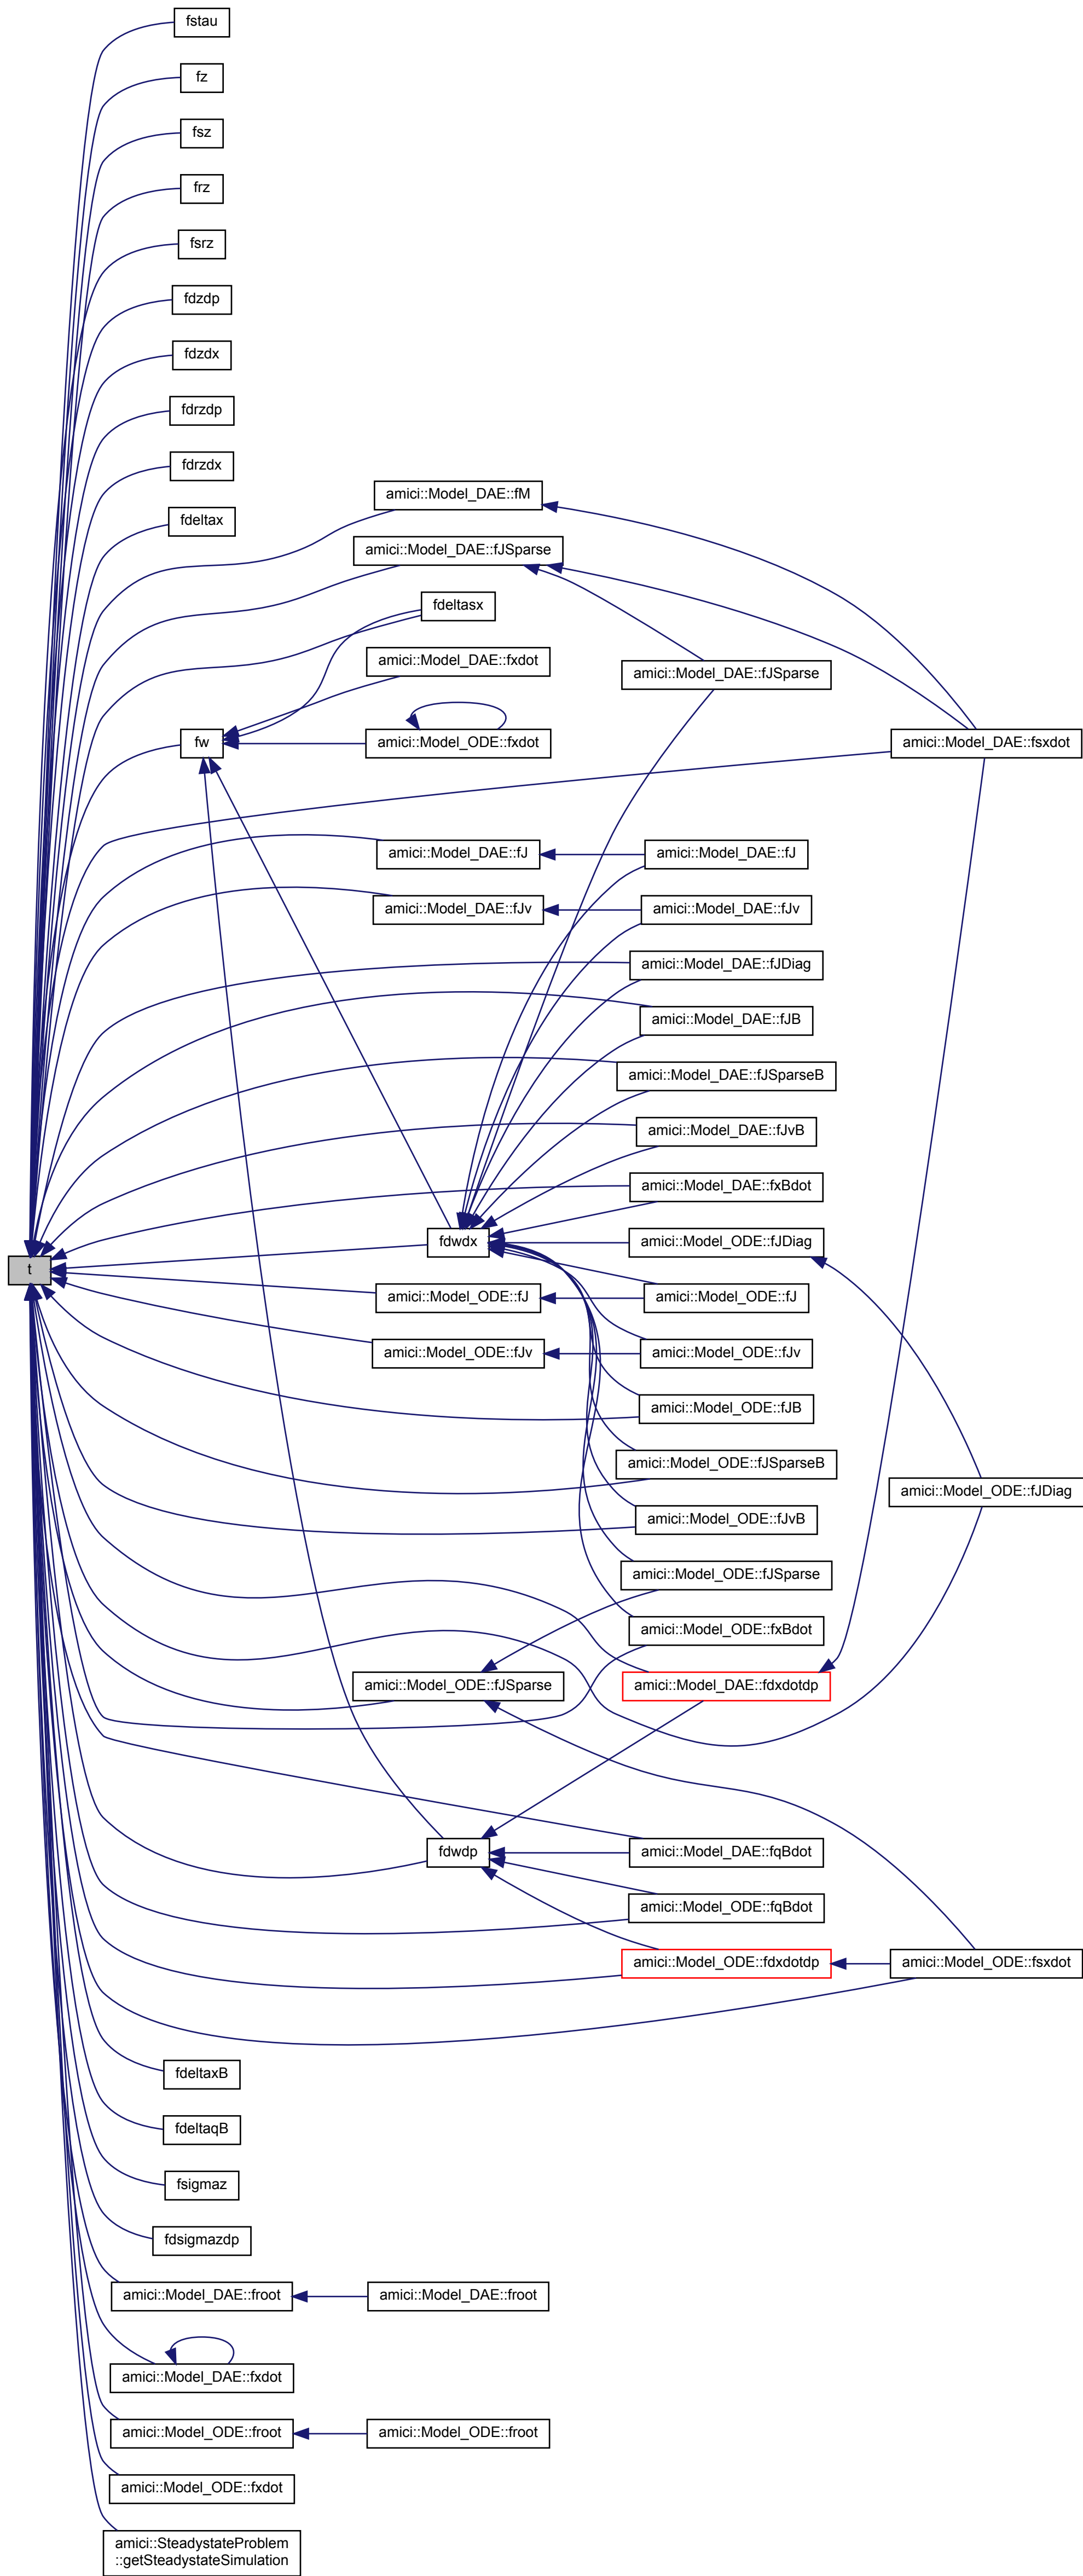 fstau
fz
fsz
frz
fsrz
fdzdp
fdzdx
fdrzdp
fdrzdx
fdeltax
amici::Model_DAE::fM
amici::Model_DAE::fJSparse
fdeltasx
amici::Model_DAE::fxdot
amici::Model_DAE::fJSparse
fw
amici::Model_ODE::fxdot
amici::Model_DAE::fsxdot
amici::Model_DAE::fJ
amici::Model_DAE::fJ
amici::Model_DAE::fJv
amici::Model_DAE::fJv
amici::Model_DAE::fJDiag
amici::Model_DAE::fJB
amici::Model_DAE::fJSparseB
amici::Model_DAE::fJvB
amici::Model_DAE::fxBdot
fdwdx
amici::Model_ODE::fJDiag
t
amici::Model_ODE::fJ
amici::Model_ODE::fJ
amici::Model_ODE::fJv
amici::Model_ODE::fJv
amici::Model_ODE::fJB
amici::Model_ODE::fJSparseB
amici::Model_ODE::fJDiag
amici::Model_ODE::fJvB
amici::Model_ODE::fJSparse
amici::Model_ODE::fxBdot
amici::Model_ODE::fJSparse
amici::Model_DAE::fdxdotdp
fdwdp
amici::Model_DAE::fqBdot
amici::Model_ODE::fqBdot
amici::Model_ODE::fdxdotdp
amici::Model_ODE::fsxdot
fdeltaxB
fdeltaqB
fsigmaz
fdsigmazdp
amici::Model_DAE::froot
amici::Model_DAE::froot
amici::Model_DAE::fxdot
amici::Model_ODE::froot
amici::Model_ODE::froot
amici::Model_ODE::fxdot
amici::SteadystateProblem
::getSteadystateSimulation